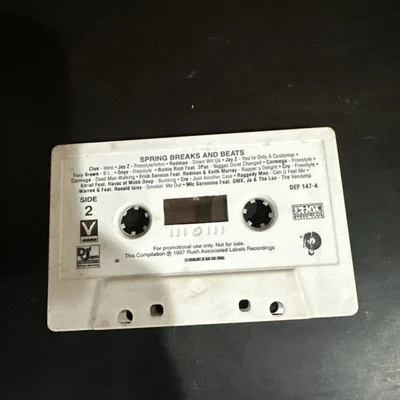 SPRING BREAKS AND BEATS
Clue - Intro • Jay Z - Freestyle/Intro • Redman - Down Wit Us • Jay Z - You're Only A Customer •
Foxy Brown - B.I. • Onyx - Freestyle • Richie Rich Feat. 2Pac - Niggas Done Changed • Cormega - Freestyle •
Cormega - Dead Man Walking • Erick Sermon Feat. Redman & Keith Murray - Rapper's Delight • Cru - Freestyle •
Feat. Havoc of Mobb Deep - Building • Cru - Just Another Case • Raggedy Man - Can U Feel Me •
Warren G Feat. Ronald Isley - Smokin' Me Out • Mic Geronimo Feat. DMX, Ja & Tha Lox - The Vendetta
SIDE
2
DEF 147-4
V
Def
For promotional use only. Not for sale.
This Compilation ℗ 1997 Rush Associated Labels Recordings